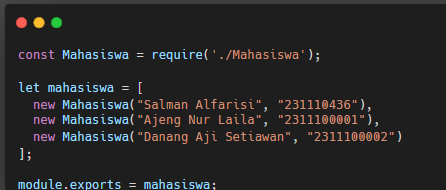 const Mahasiswa = require('./Mahasiswa');
let mahasiswa = [
new Mahasiswa("Salman Alfarisi", "231110436"),
new Mahasiswa("Ajeng Nur Laila", "2311100001"),
new Mahasiswa("Danang Aji Setiawan", "2311100002")
];
module.exports = mahasiswa;